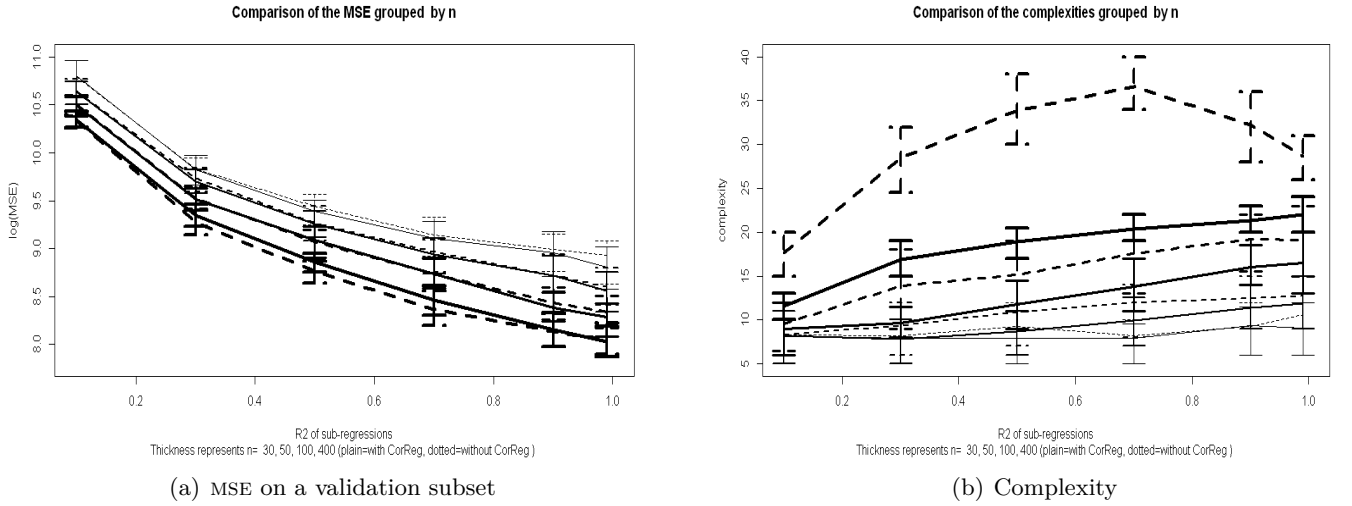 Comparison of the MSE grouped by n
log(MSE)
11.0
10.5
10.0
9.5
9.0
8.5
8.0
0.2
0.4
0.6
0.8
1.0
R2 of sub-regressions
Thickness represents n= 30, 50, 100, 400 (plain=with CorReg, dotted=without CorReg )
(a) MSE on a validation subset
Comparison of the complexities grouped by n
complexity
40
35
30
25
20
15
10
5
0.2
0.4
0.6
0.8
1.0
R2 of sub-regressions
Thickness represents n= 30, 50, 100, 400 (plain=with CorReg, dotted=without CorReg )
(b) Complexity